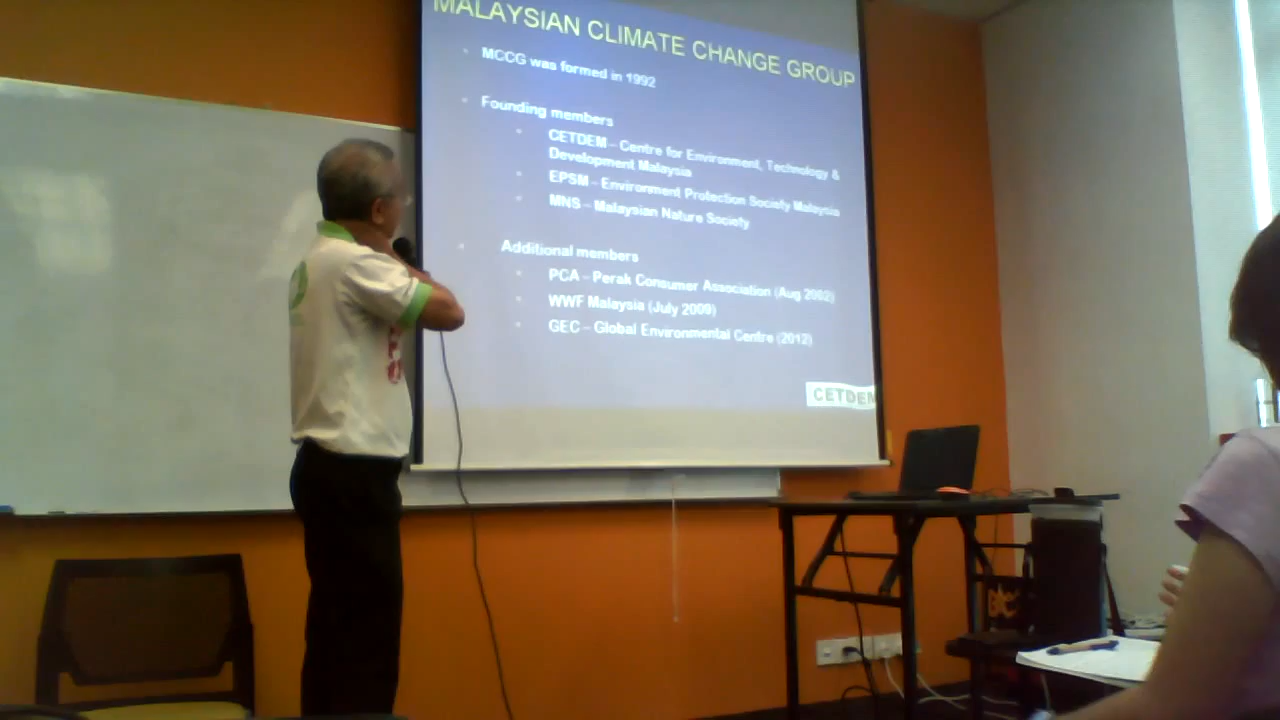 MALAYSIAN CLIMATE CHANGE GROUP
MCCG was formed in 1992
Founding members
CETDEM – Centre for Environment, Technology &
Development Malaysia
EPSM – Environment Protection Society Malaysia
MNS – Malaysian Nature Society
Additional members
PCA – Perak Consumer Association (Aug 2002)
WWF Malaysia (July 2009)
GEC – Global Environmental Centre (2012)
CETDEM